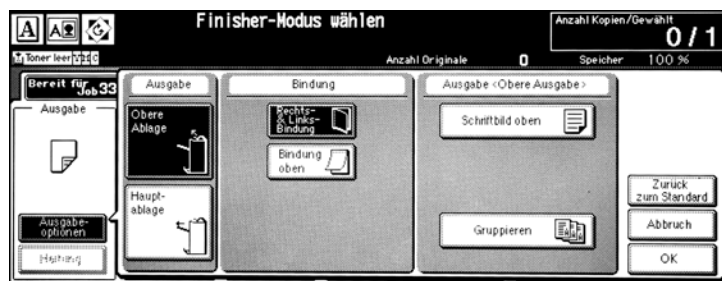 A A
Finisher-Modus wählen
Anzahl Kopien/Gewählt
0 / 1
Toner leer
Anzahl Originale 0 Speicher 100 %
Bereit für
Job 33
Ausgabe
Ausgabe-
optionen
Heftung
Ausgabe
Obere
Ablage
Haupt-
ablage
Bindung
Rechts-
& Links-
Bindung
Bindung
oben
Ausgabe <Obere Ausgabe>
Schriftbild oben
Gruppieren
Zurück
zum Standard
Abbruch
OK